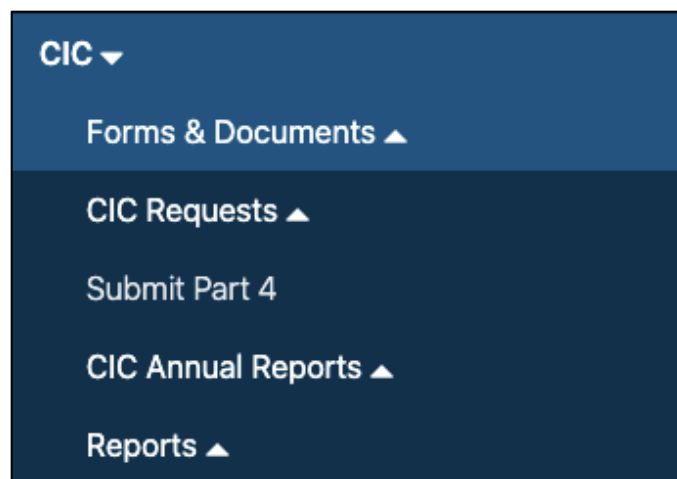 CIC
Forms & Documents
CIC Requests
Submit Part 4
CIC Annual Reports
Reports